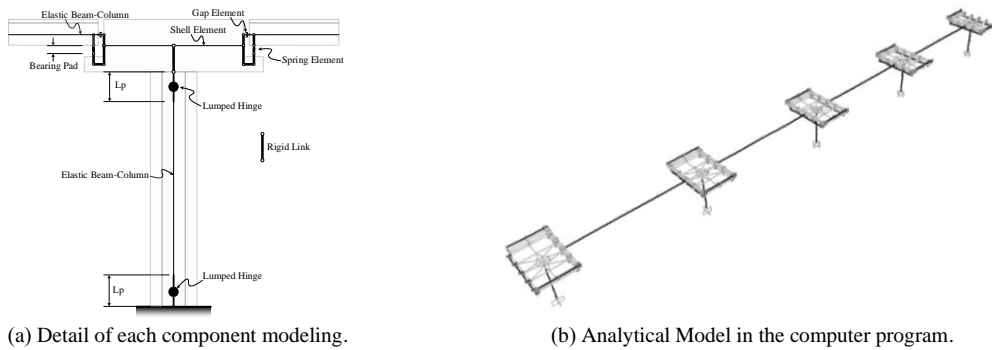 Elastic Beam-Column
Gap Element
Shell Element
Bearing Pad
Spring Element
Lp
Lumped Hinge
Rigid Link
Elastic Beam-Column
Lumped Hinge
Lp
(a) Detail of each component modeling.
(b) Analytical Model in the computer program.